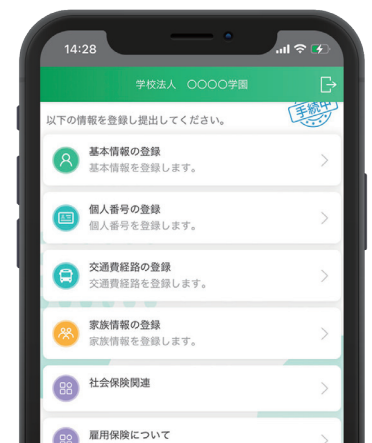 14:28
学校法人 〇〇〇〇学園
以下の情報を登録し提出してください。
手続中
基本情報の登録
基本情報を登録します。
個人番号の登録
個人番号を登録します。
交通費経路の登録
交通費経路を登録します。
家族情報の登録
家族情報を登録します。
社会保険関連
雇用保険について